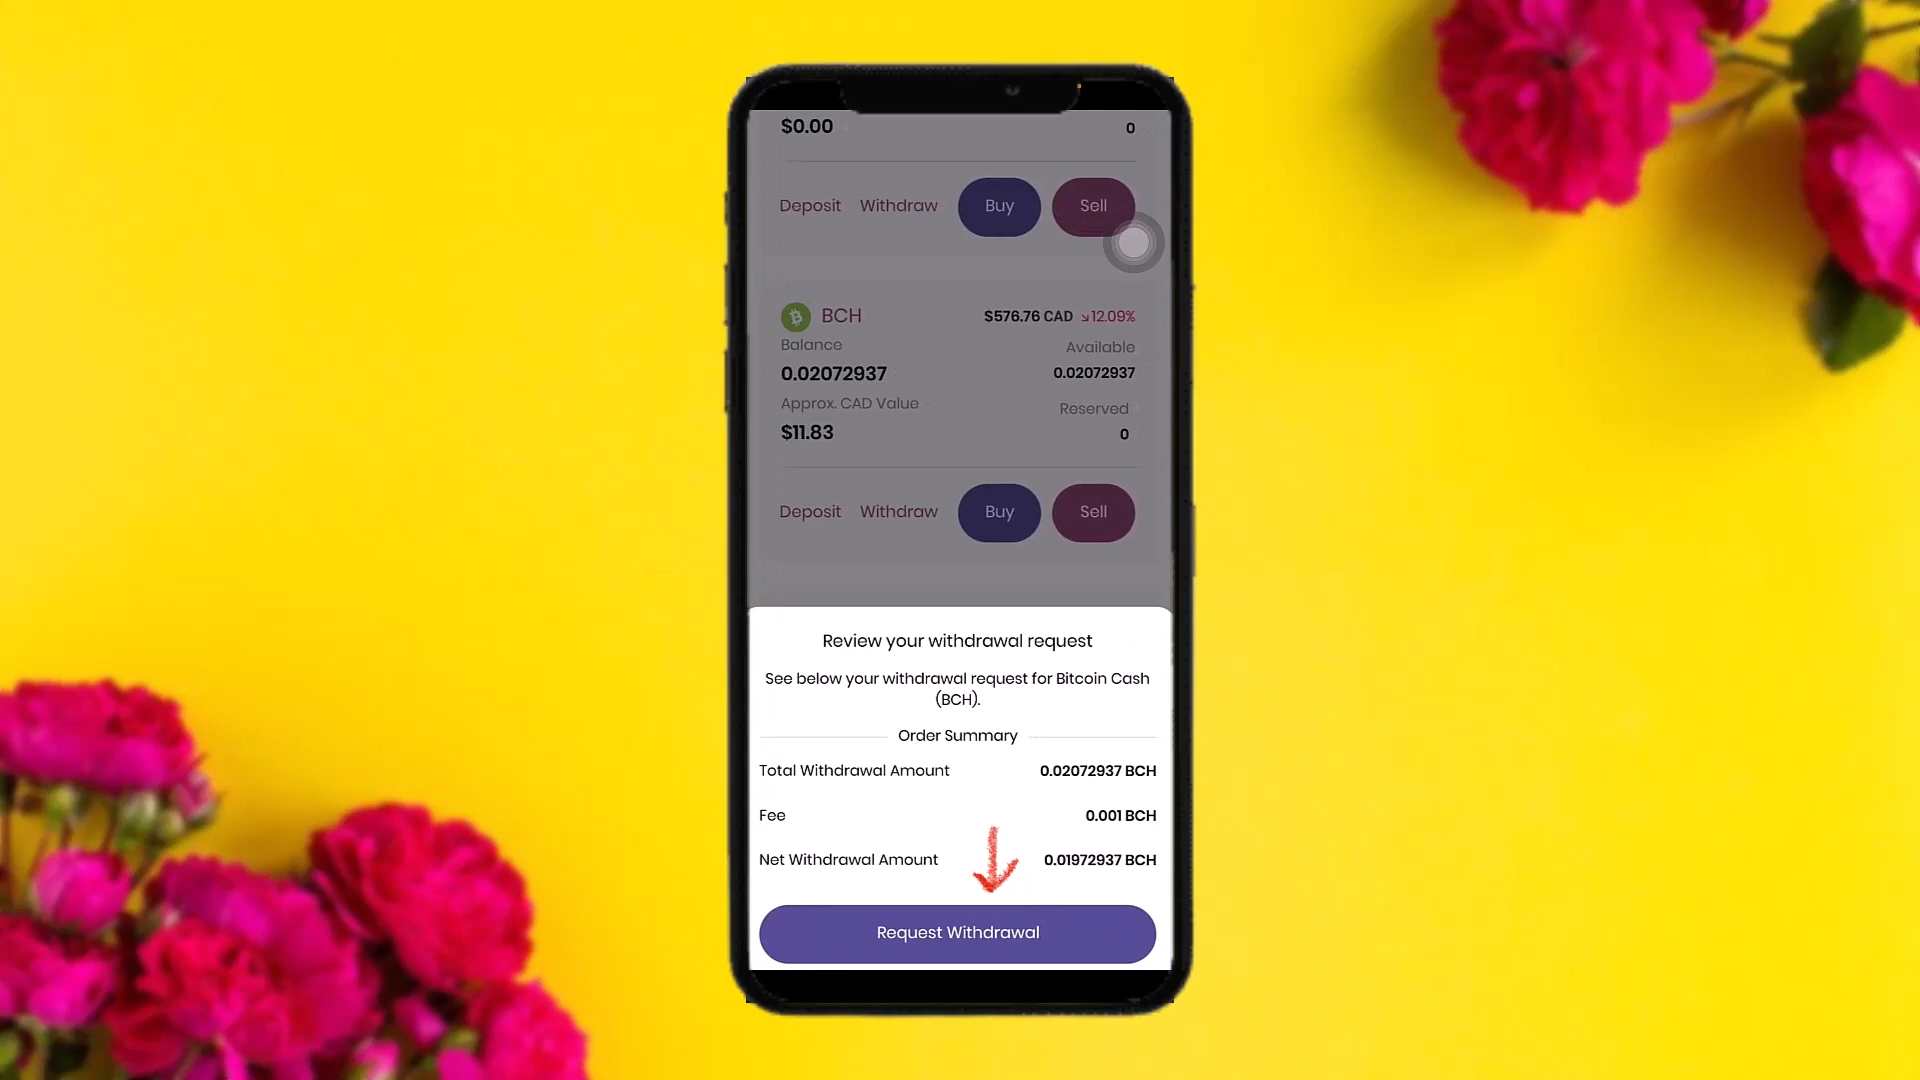 $0.00 0
Deposit Withdraw Buy Sell
BCH $576.76 CAD ↘12.09%
Balance Available
0.02072937 0.02072937
Approx. CAD Value Reserved
$11.83 0
Deposit Withdraw Buy Sell
Review your withdrawal request
See below your withdrawal request for Bitcoin Cash
(BCH).
Order Summary
Total Withdrawal Amount 0.02072937 BCH
Fee 0.001 BCH
Net Withdrawal Amount 0.01972937 BCH
Request Withdrawal